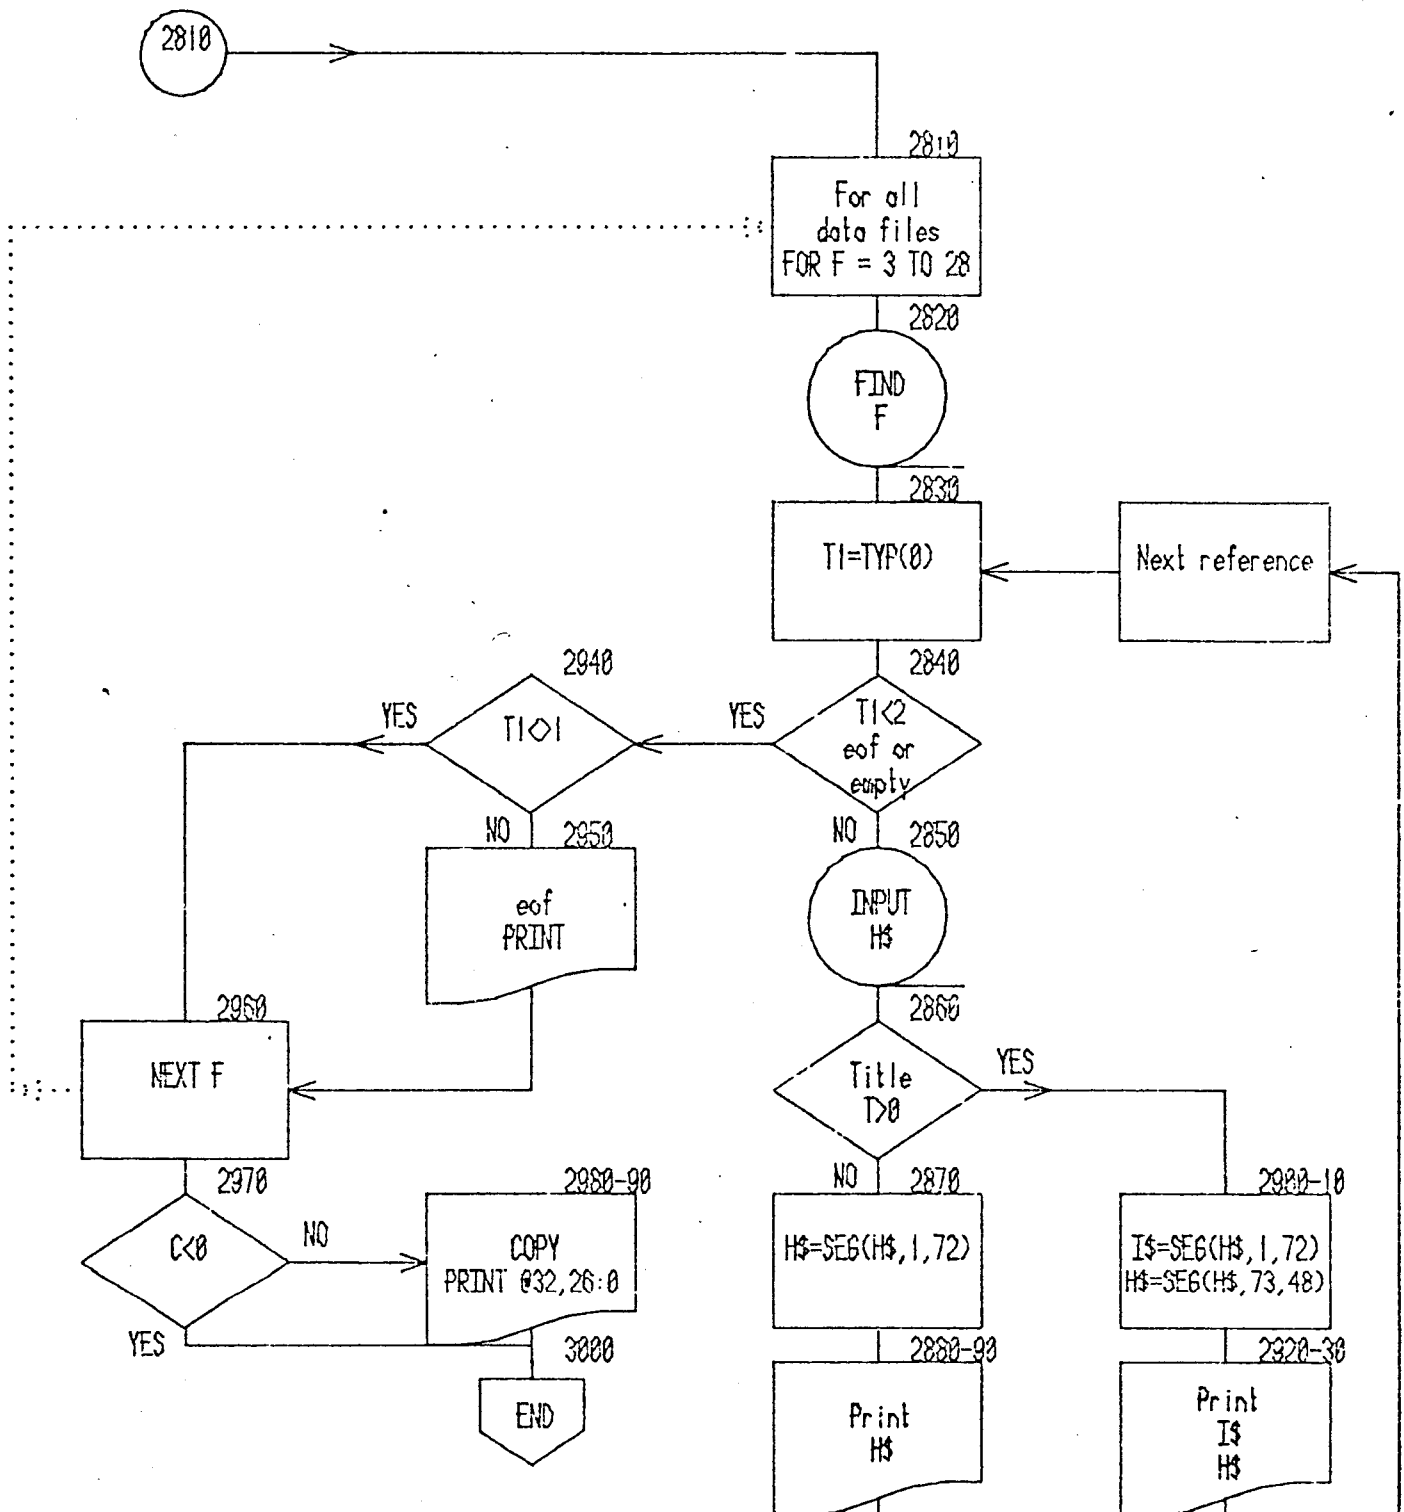 2810
2810
For all
data files
FOR F = 3 TO 28
2820
FIND
F
2830
T1=TYP(0)
Next reference
2940
2840
T1<>1
YES
YES
T1<2
eof or
empty
NO
2950
NO
2850
eof
PRINT
INPUT
H$
2960
2860
NEXT F
Title
T>0
YES
2970
2980-90
NO
2870
2900-10
C<0
NO
COPY
PRINT @32,26:0
H$=SEG(H$,1,72)
I$=SEG(H$,1,72)
H$=SEG(H$,73,48)
YES
3000
2880-90
2920-30
END
Print
H$
Print
I$
H$